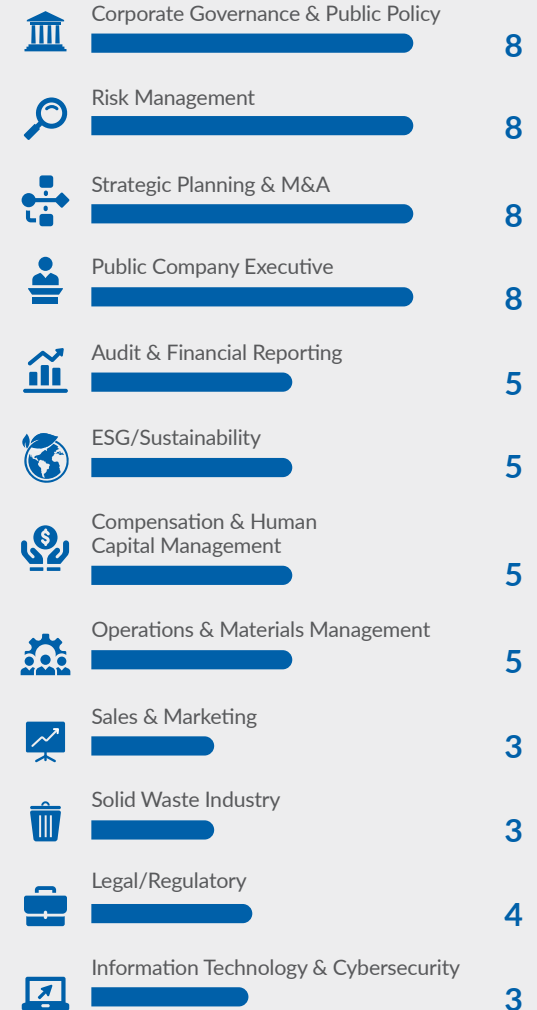 Corporate Governance & Public Policy
8
Risk Management
8
Strategic Planning & M&A
8
Public Company Executive
8
Audit & Financial Reporting
5
ESG/Sustainability
5
Compensation & Human
Capital Management
5
Operations & Materials Management
5
Sales & Marketing
3
Solid Waste Industry
3
Legal/Regulatory
4
Information Technology & Cybersecurity
3
$